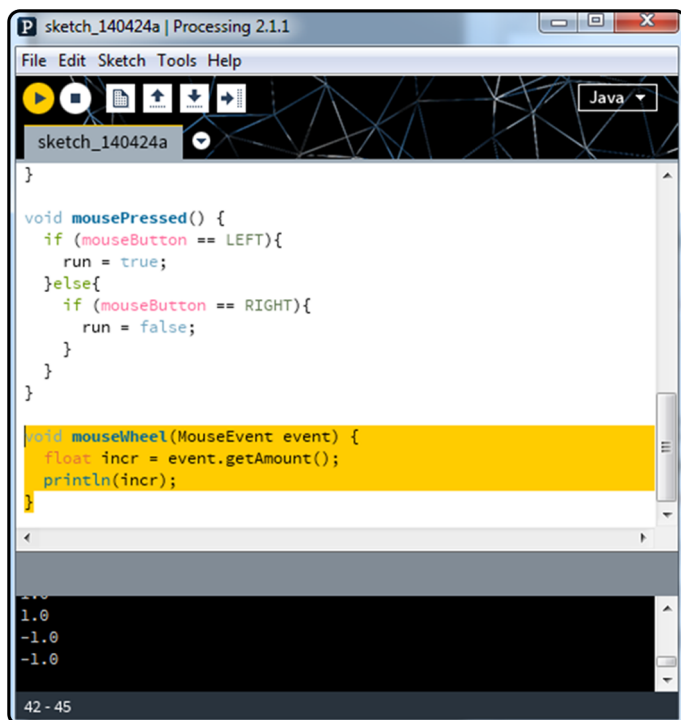 P sketch_140424a | Processing 2.1.1
File Edit Sketch Tools Help
Java
sketch_140424a
}
void mousePressed() {
  if (mouseButton == LEFT){
    run = true;
  }else{
    if (mouseButton == RIGHT){
      run = false;
    }
  }
}
void mouseWheel(MouseEvent event) {
  float incr = event.getAmount();
  println(incr);
}
1.0
-1.0
-1.0
42 - 45